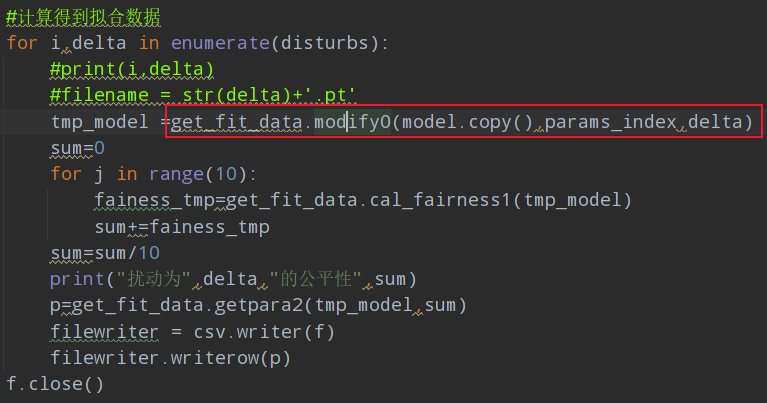 #计算得到拟合数据
for i,delta in enumerate(disturbs):
    #print(i,delta)
    #filename = str(delta)+'.pt'
    tmp_model =get_fit_data.modify0(model.copy(),params_index,delta)
    sum=0
    for j in range(10):
        fainess_tmp=get_fit_data.cal_fairness1(tmp_model)
        sum+=fainess_tmp
    sum=sum/10
    print("扰动为",delta,"的公平性",sum)
    p=get_fit_data.getpara2(tmp_model,sum)
    filewriter = csv.writer(f)
    filewriter.writerow(p)
f.close()